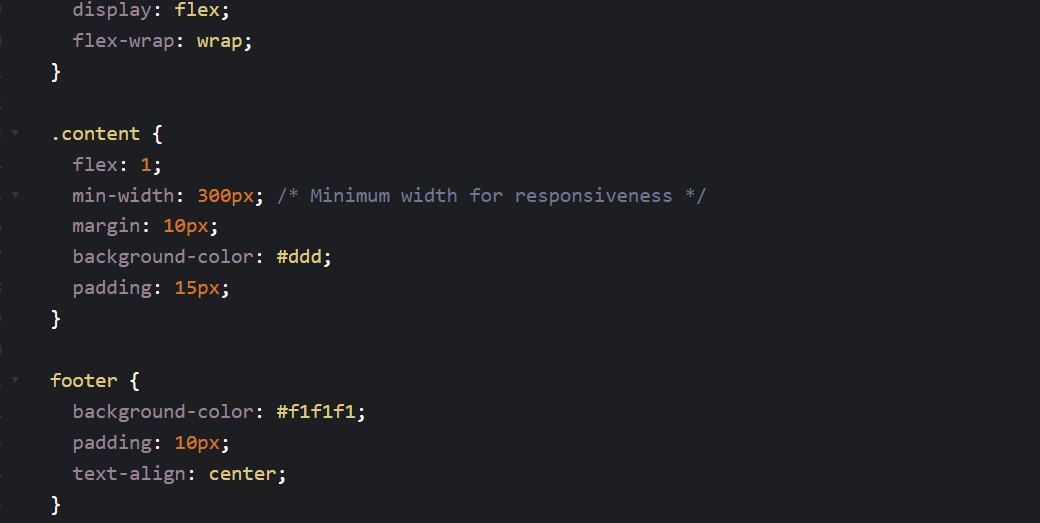 display: flex;
flex-wrap: wrap;
}
.content {
flex: 1;
min-width: 300px; /* Minimum width for responsiveness */
margin: 10px;
background-color: #ddd;
padding: 15px;
}
footer {
background-color: #f1f1f1;
padding: 10px;
text-align: center;
}